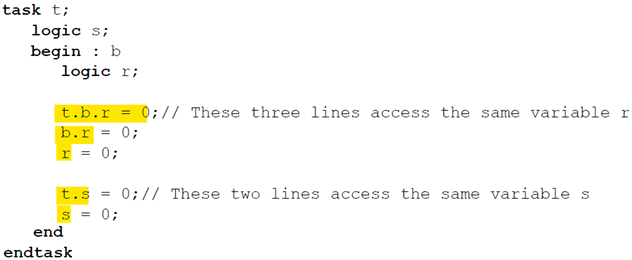 task t;
logic s;
begin : b
logic r;
t.b.r = 0;// These three lines access the same variable r
b.r = 0;
r = 0;
t.s = 0;// These two lines access the same variable s
s = 0;
end
endtask